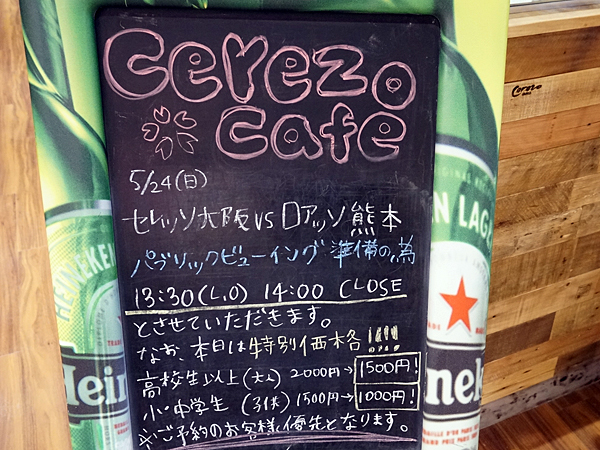 Cerezo
Cafe
5/24(日)
セレッソ大阪 VS ロアッソ熊本
パブリックビューイング準備の為
13:30(L.O) 14:00 CLOSE
とさせていただきます。
なお、本日は特別価格!!!!
高校生以上(大人) 2000円→1500円!
小・中学生 1500円→1000円!
※ご予約のお客様優先となります。
HEINEKEN
Hein
neke
N LAGER
Cerezo